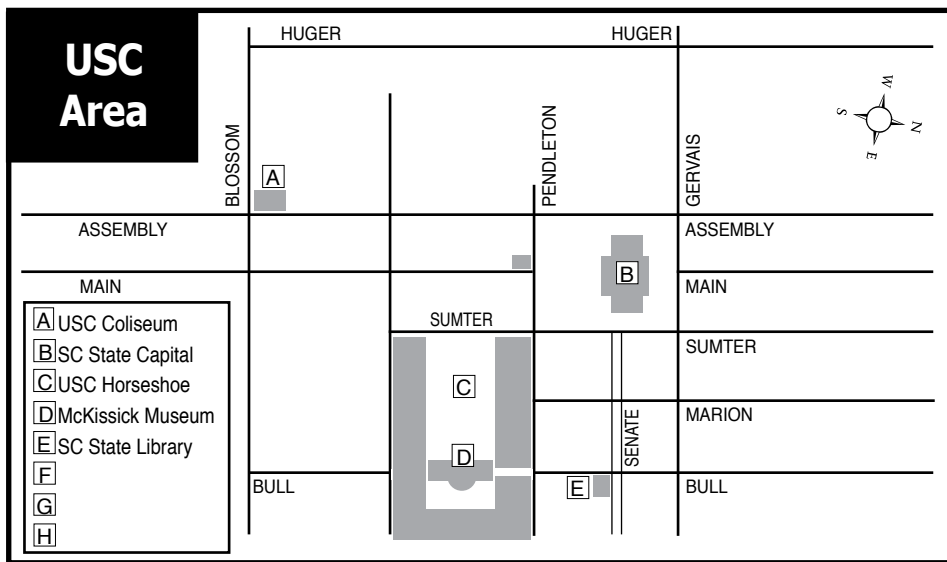 USC
Area
HUGER
HUGER
W
S
N
E
BLOSSOM
PENDLETON
GERVAIS
A
ASSEMBLY
ASSEMBLY
B
MAIN
MAIN
SUMTER
SUMTER
C
MARION
SENATE
D
BULL
E
BULL
A USC Coliseum
B SC State Capital
C USC Horseshoe
D McKissick Museum
E SC State Library
F
G
H